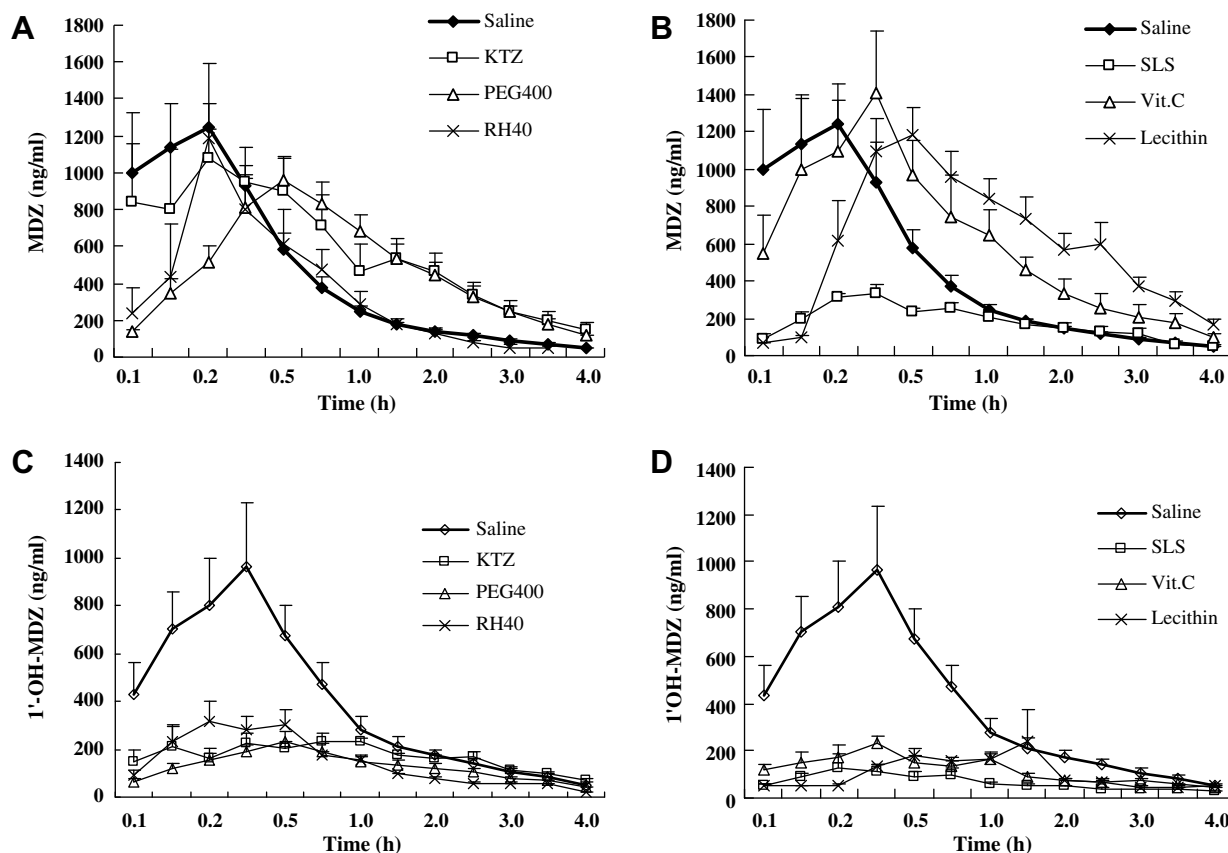 A
MDZ (ng/ml)
1800
1600
1400
1200
1000
800
600
400
200
0
Saline
KTZ
PEG400
RH40
0.1 0.2 0.5 1.0 2.0 3.0 4.0
Time (h)
B
MDZ (ng/ml)
1800
1600
1400
1200
1000
800
600
400
200
0
Saline
SLS
Vit.C
Lecithin
0.1 0.2 0.5 1.0 2.0 3.0 4.0
Time (h)
C
1'-OH-MDZ (ng/ml)
1400
1200
1000
800
600
400
200
0
Saline
KTZ
PEG400
RH40
0.1 0.2 0.5 1.0 2.0 3.0 4.0
Time (h)
D
1'OH-MDZ (ng/ml)
1400
1200
1000
800
600
400
200
0
Saline
SLS
Vit.C
Lecithin
0.1 0.2 0.5 1.0 2.0 3.0 4.0
Time (h)